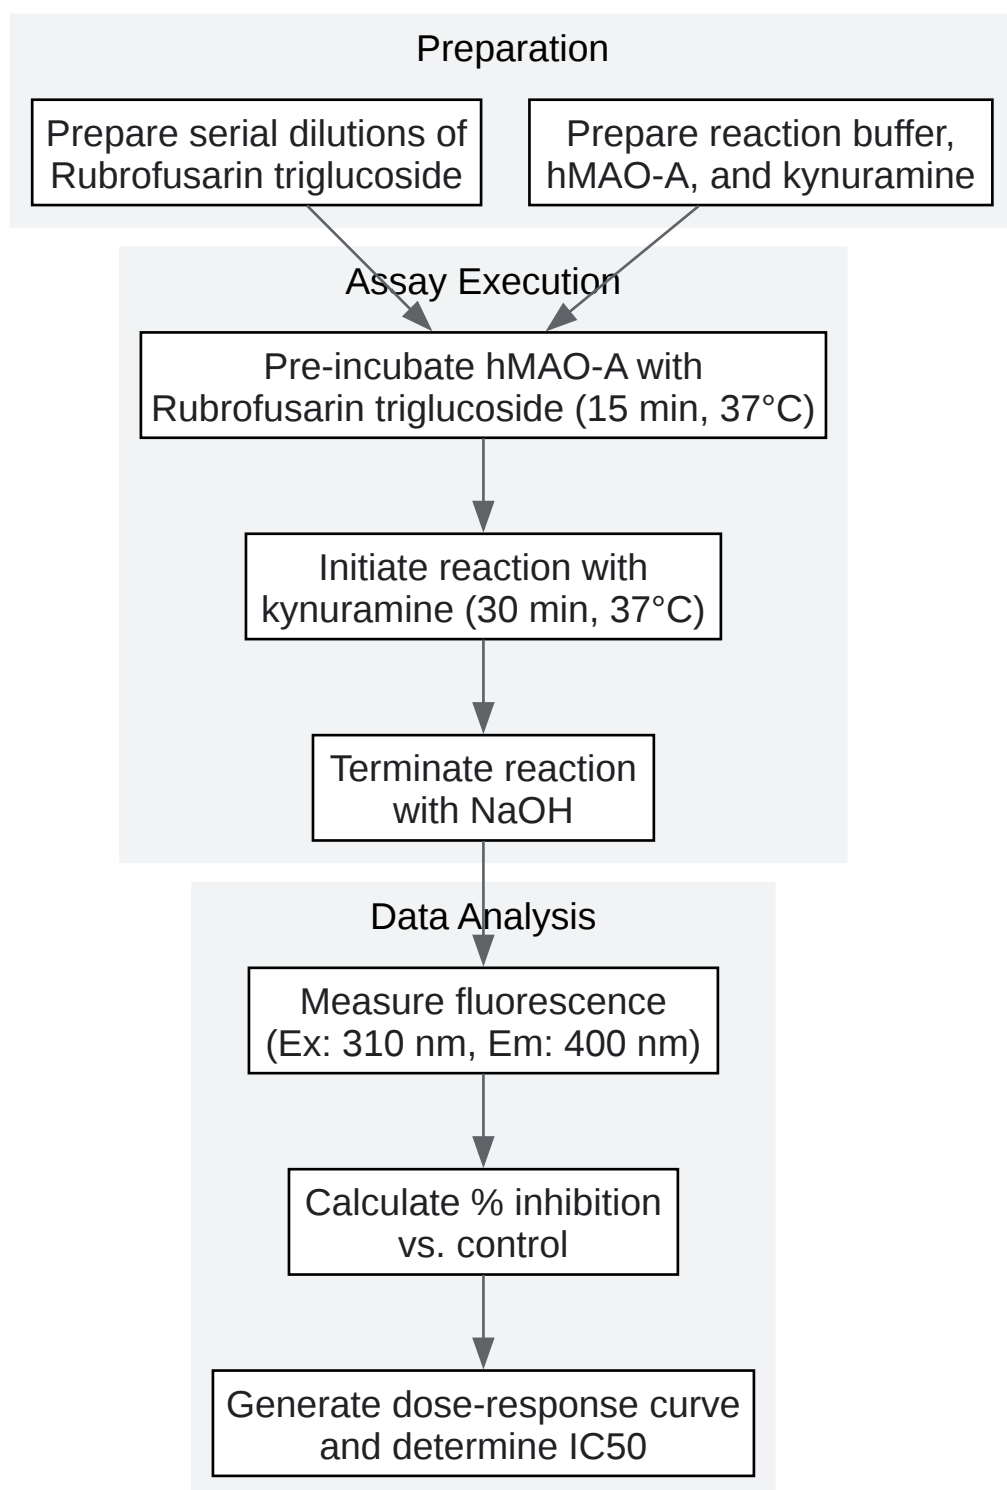 Preparation
Prepare serial dilutions of
Rubrofusarin triglucoside
Prepare reaction buffer,
hMAO-A, and kynuramine
Assay Execution
Pre-incubate hMAO-A with
Rubrofusarin triglucoside (15 min, 37°C)
Initiate reaction with
kynuramine (30 min, 37°C)
Terminate reaction
with NaOH
Data Analysis
Measure fluorescence
(Ex: 310 nm, Em: 400 nm)
Calculate % inhibition
vs. control
Generate dose-response curve
and determine IC50